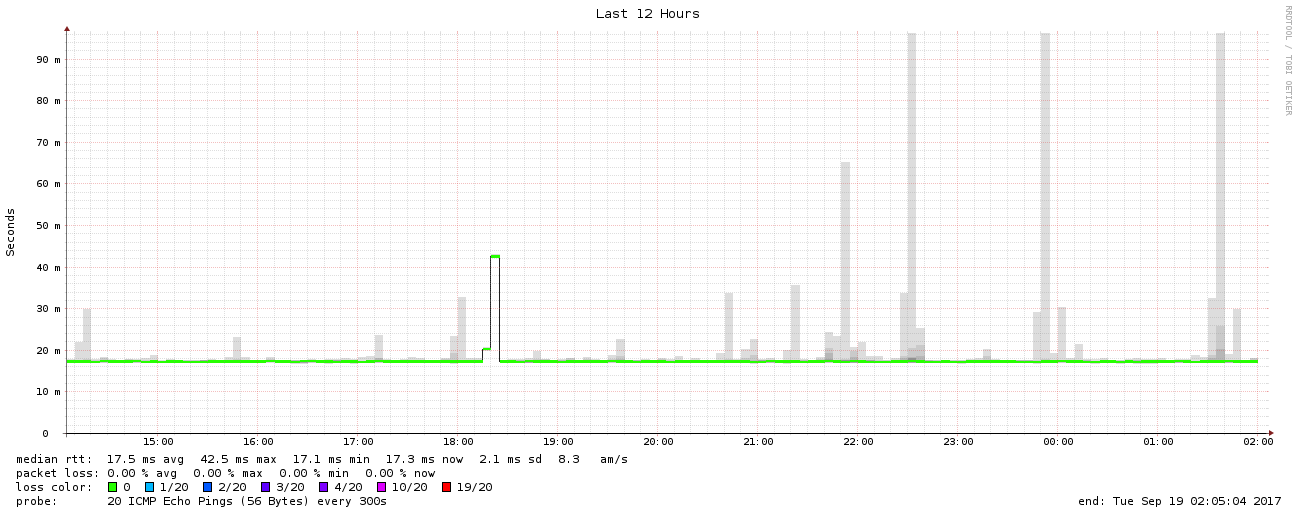 Last 12 Hours
RRDTOOL / TOBI OETIKER
90 m
80 m
70 m
60 m
50 m
40 m
30 m
20 m
10 m
0
Seconds
15:00 16:00 17:00 18:00 19:00 20:00 21:00 22:00 23:00 00:00 01:00 02:00
median rtt: 17.5 ms avg 42.5 ms max 17.1 ms min 17.3 ms now 2.1 ms sd 8.3 am/s
packet loss: 0.00 % avg 0.00 % max 0.00 % min 0.00 % now
loss color: 0 1/20 2/20 3/20 4/20 10/20 19/20
probe: 20 ICMP Echo Pings (56 Bytes) every 300s end: Tue Sep 19 02:05:04 2017